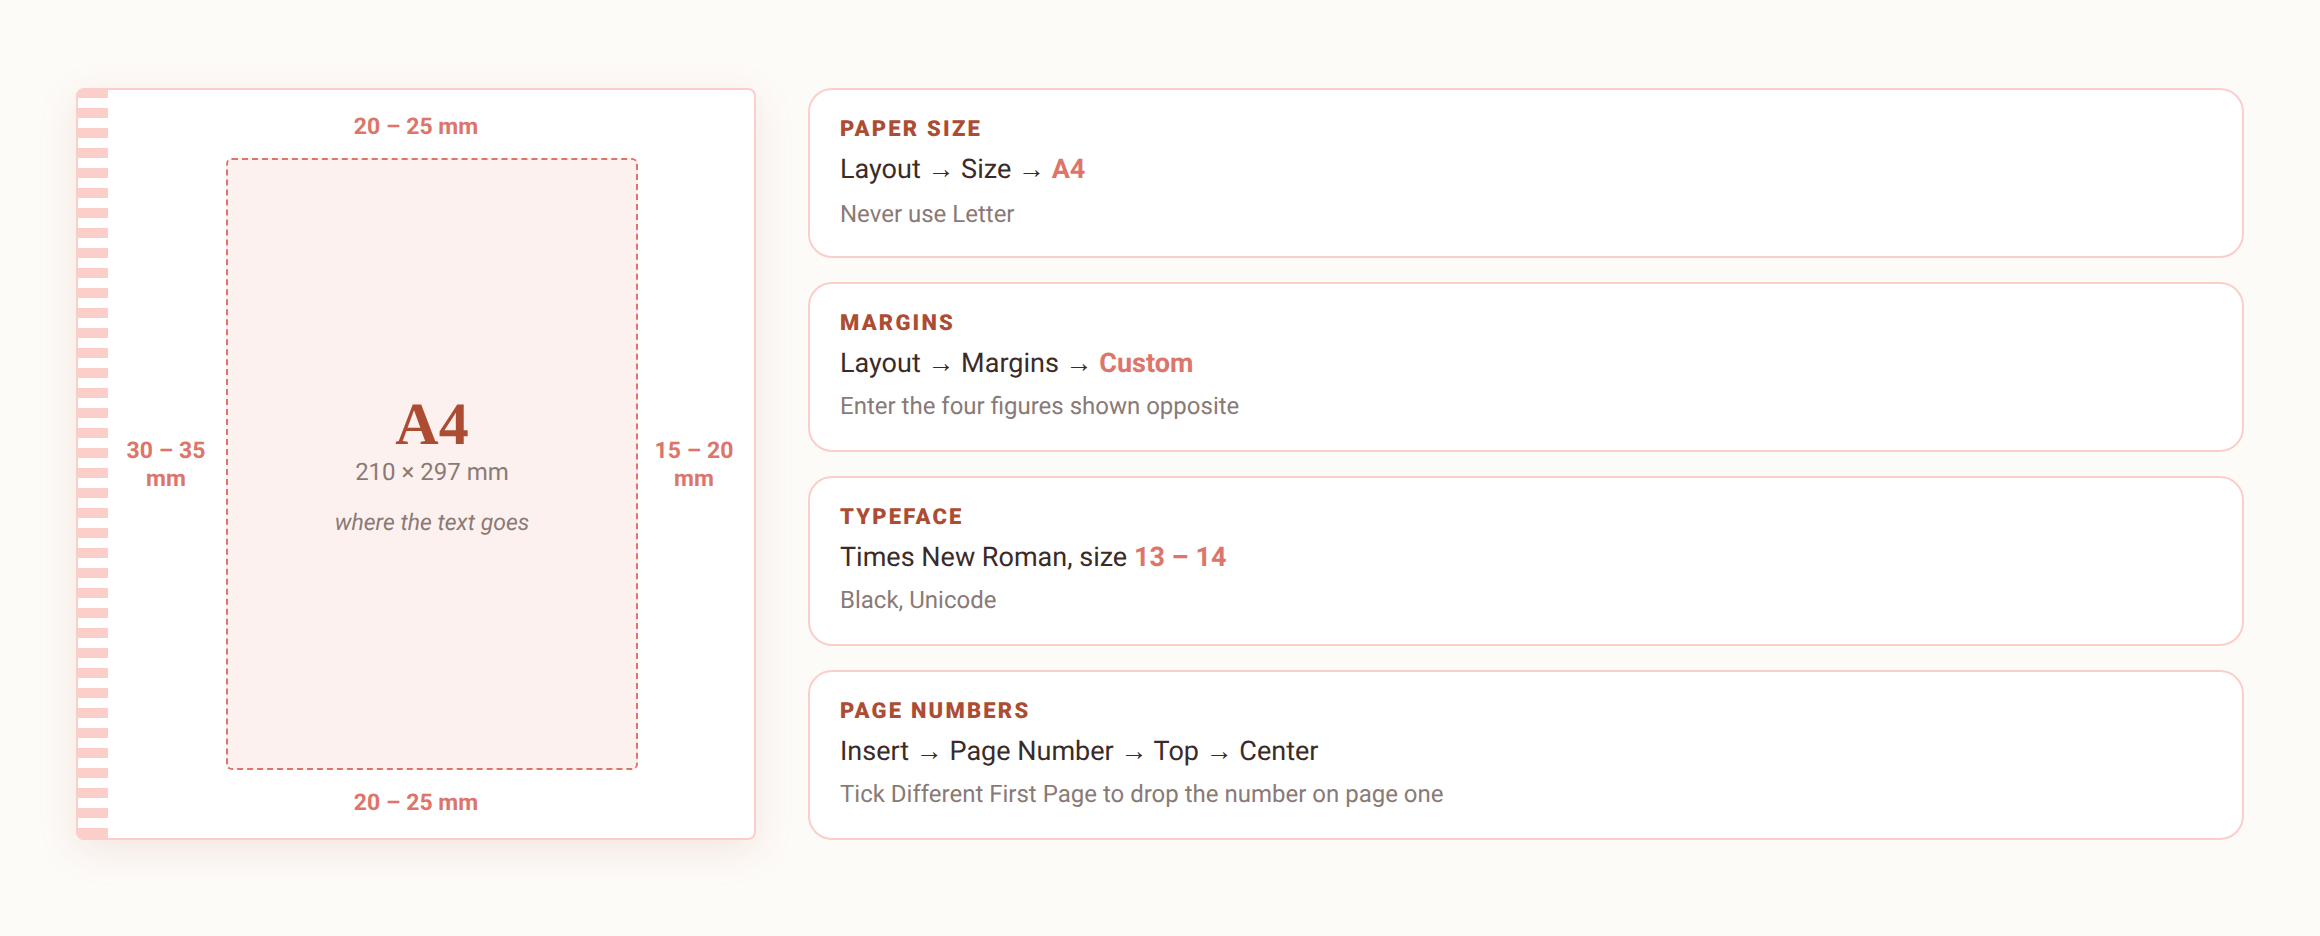 20 – 25 mm
30 – 35
mm
A4
210 × 297 mm
where the text goes
15 – 20
mm
20 – 25 mm
PAPER SIZE
Layout → Size → A4
Never use Letter
MARGINS
Layout → Margins → Custom
Enter the four figures shown opposite
TYPEFACE
Times New Roman, size 13 – 14
Black, Unicode
PAGE NUMBERS
Insert → Page Number → Top → Center
Tick Different First Page to drop the number on page one